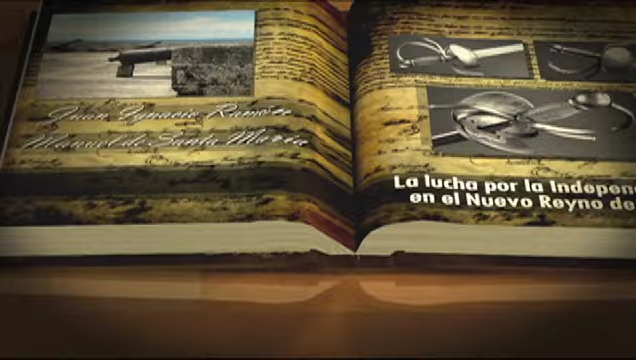 Juan Ignacio Ramón
Manuel de Santa María
La lucha por la Indepen
en el Nuevo Reyno de